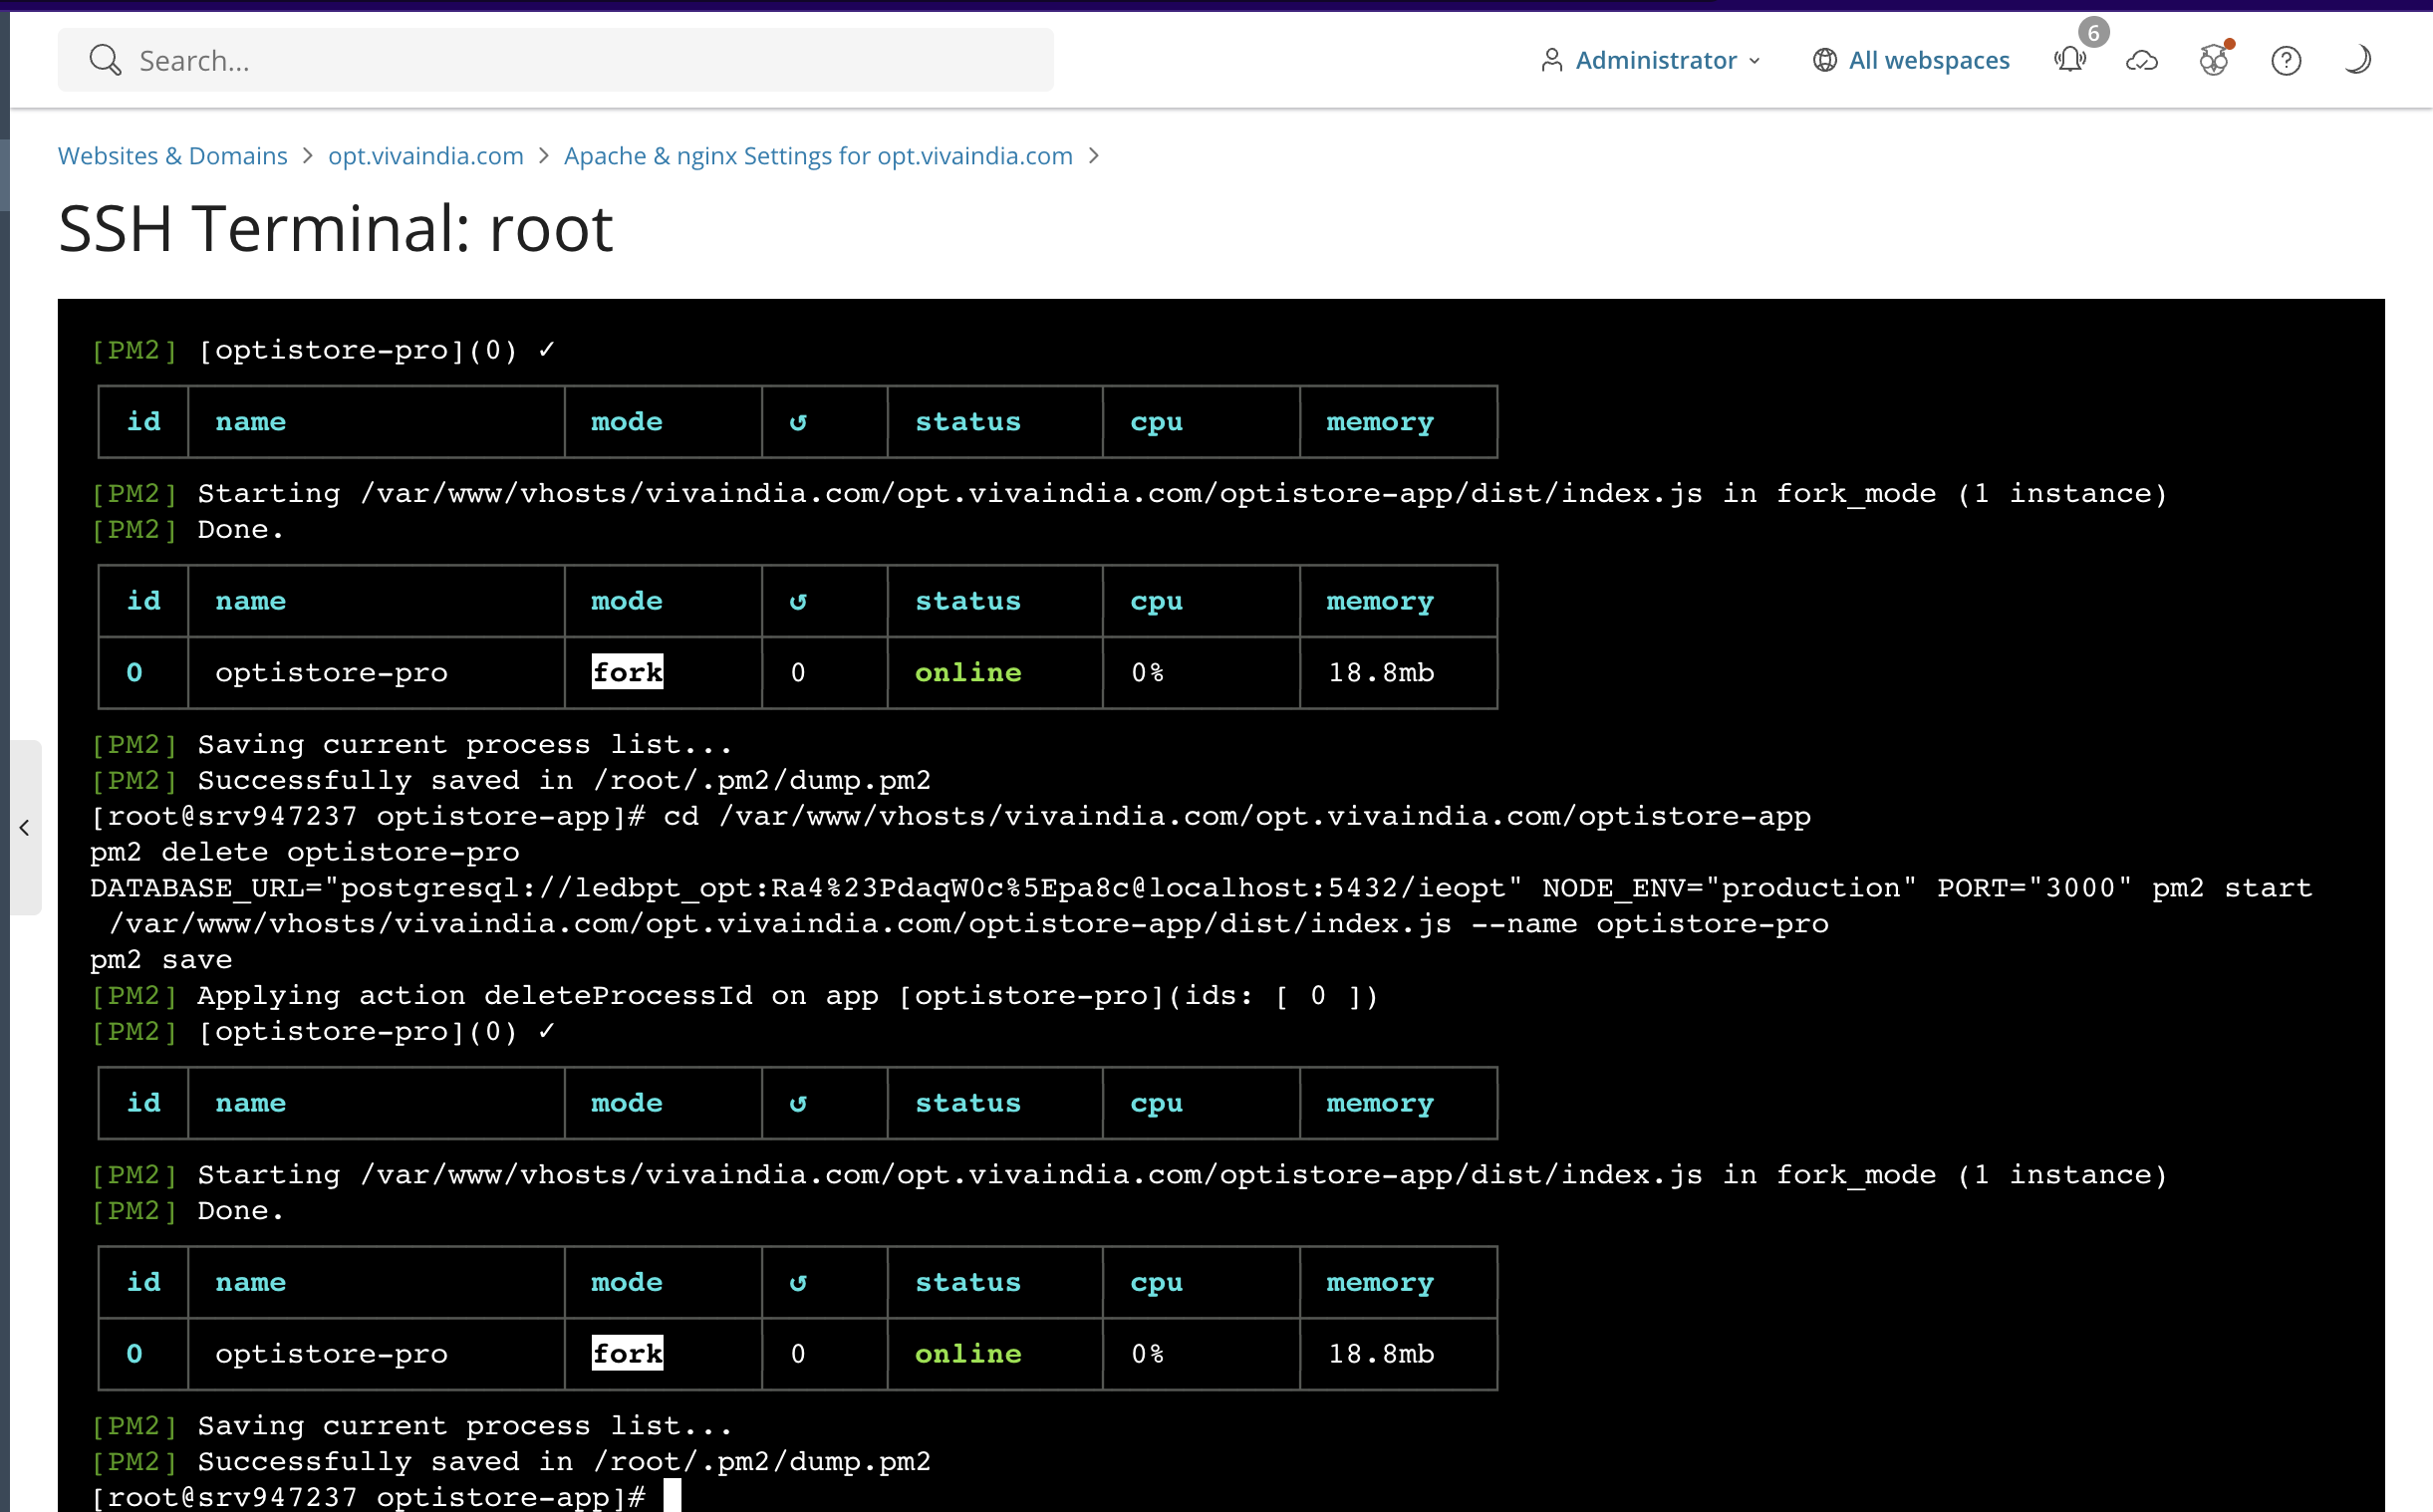 Search...
Administrator
All webspaces
6
Websites & Domains > opt.vivaindia.com > Apache & nginx Settings for opt.vivaindia.com >
SSH Terminal: root
[PM2] [optistore-pro](0) ✓
id name mode ↺ status cpu memory
[PM2] Starting /var/www/vhosts/vivaindia.com/opt.vivaindia.com/optistore-app/dist/index.js in fork_mode (1 instance)
[PM2] Done.
id name mode ↺ status cpu memory
0 optistore-pro fork 0 online 0% 18.8mb
[PM2] Saving current process list...
[PM2] Successfully saved in /root/.pm2/dump.pm2
[root@srv947237 optistore-app]# cd /var/www/vhosts/vivaindia.com/opt.vivaindia.com/optistore-app
pm2 delete optistore-pro
DATABASE_URL="postgresql://ledbpt_opt:Ra4%23PdaqW0c%5Epa8c@localhost:5432/ieopt" NODE_ENV="production" PORT="3000" pm2 start
/var/www/vhosts/vivaindia.com/opt.vivaindia.com/optistore-app/dist/index.js --name optistore-pro
pm2 save
[PM2] Applying action deleteProcessId on app [optistore-pro](ids: [ 0 ])
[PM2] [optistore-pro](0) ✓
id name mode ↺ status cpu memory
[PM2] Starting /var/www/vhosts/vivaindia.com/opt.vivaindia.com/optistore-app/dist/index.js in fork_mode (1 instance)
[PM2] Done.
id name mode ↺ status cpu memory
0 optistore-pro fork 0 online 0% 18.8mb
[PM2] Saving current process list...
[PM2] Successfully saved in /root/.pm2/dump.pm2
[root@srv947237 optistore-app]#